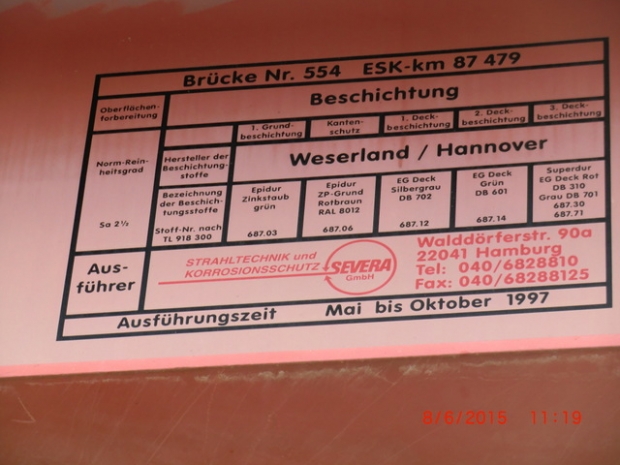 Brücke Nr. 554 ESK-km 87 479
Oberflächen-
vorbereitung
Beschichtung
1. Grund-
beschichtung
Kanten-
schutz
1. Deck-
beschichtung
2. Deck-
beschichtung
3. Deck-
beschichtung
Norm-Rein-
heitsgrad
Sa 2½
Hersteller der
Beschichtung-
stoffe
Weserland / Hannover
Bezeichnung
der Beschich-
tungsstoffe
Stoff-Nr. nach
TL 918 300
Epidur
Zinkstaub
grün
687.03
Epidur
ZP-Grund
Rotbraun
RAL 8012
687.06
EG Deck
Silbergrau
DB 702
687.12
EG Deck
Grün
DB 601
687.14
Superdur
EG Deck Rot
DB 310
Grau DB 701
687.30
687.71
Aus-
führer
STRAHLTECHNIK und
KORROSIONSSCHUTZ
SEVERA
GmbH
Walddörferstr. 90a
22041 Hamburg
Tel: 040/6828810
Fax: 040/68288125
Ausführungszeit Mai bis Oktober 1997
8/6/2015 11:19